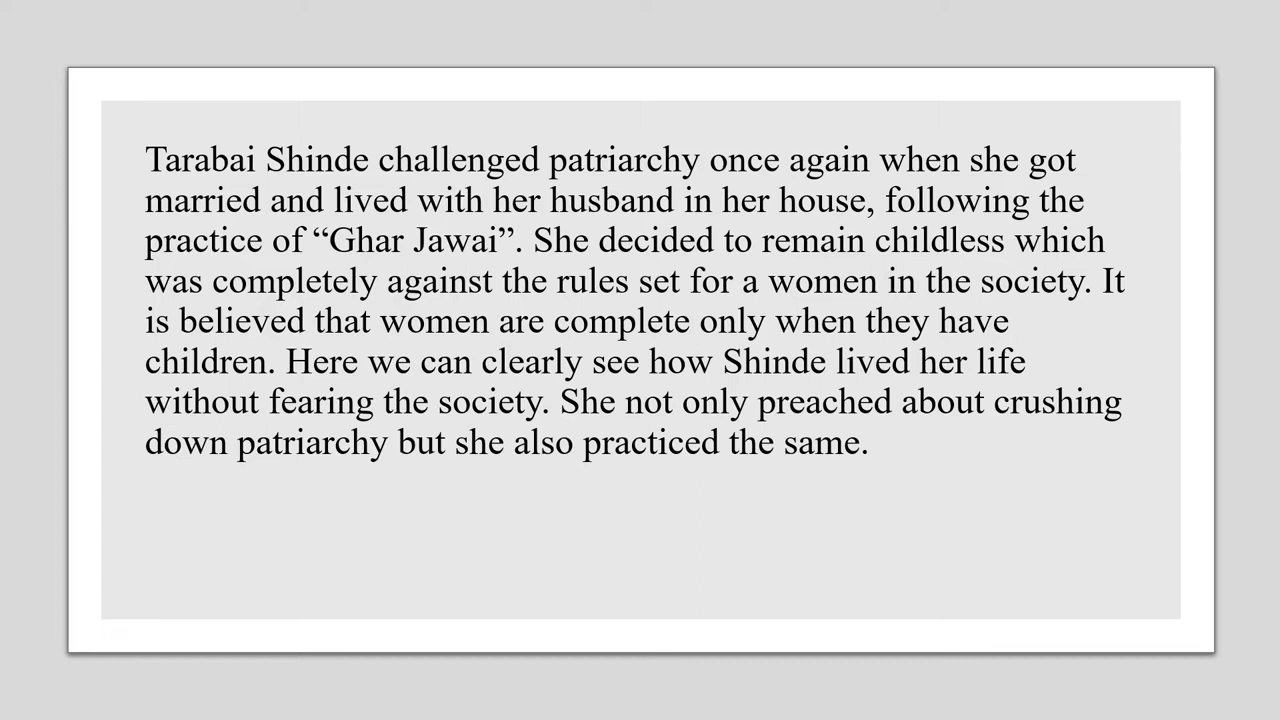 Tarabai Shinde challenged patriarchy once again when she got
married and lived with her husband in her house, following the
practice of “Ghar Jawai”. She decided to remain childless which
was completely against the rules set for a women in the society. It
is believed that women are complete only when they have
children. Here we can clearly see how Shinde lived her life
without fearing the society. She not only preached about crushing
down patriarchy but she also practiced the same.